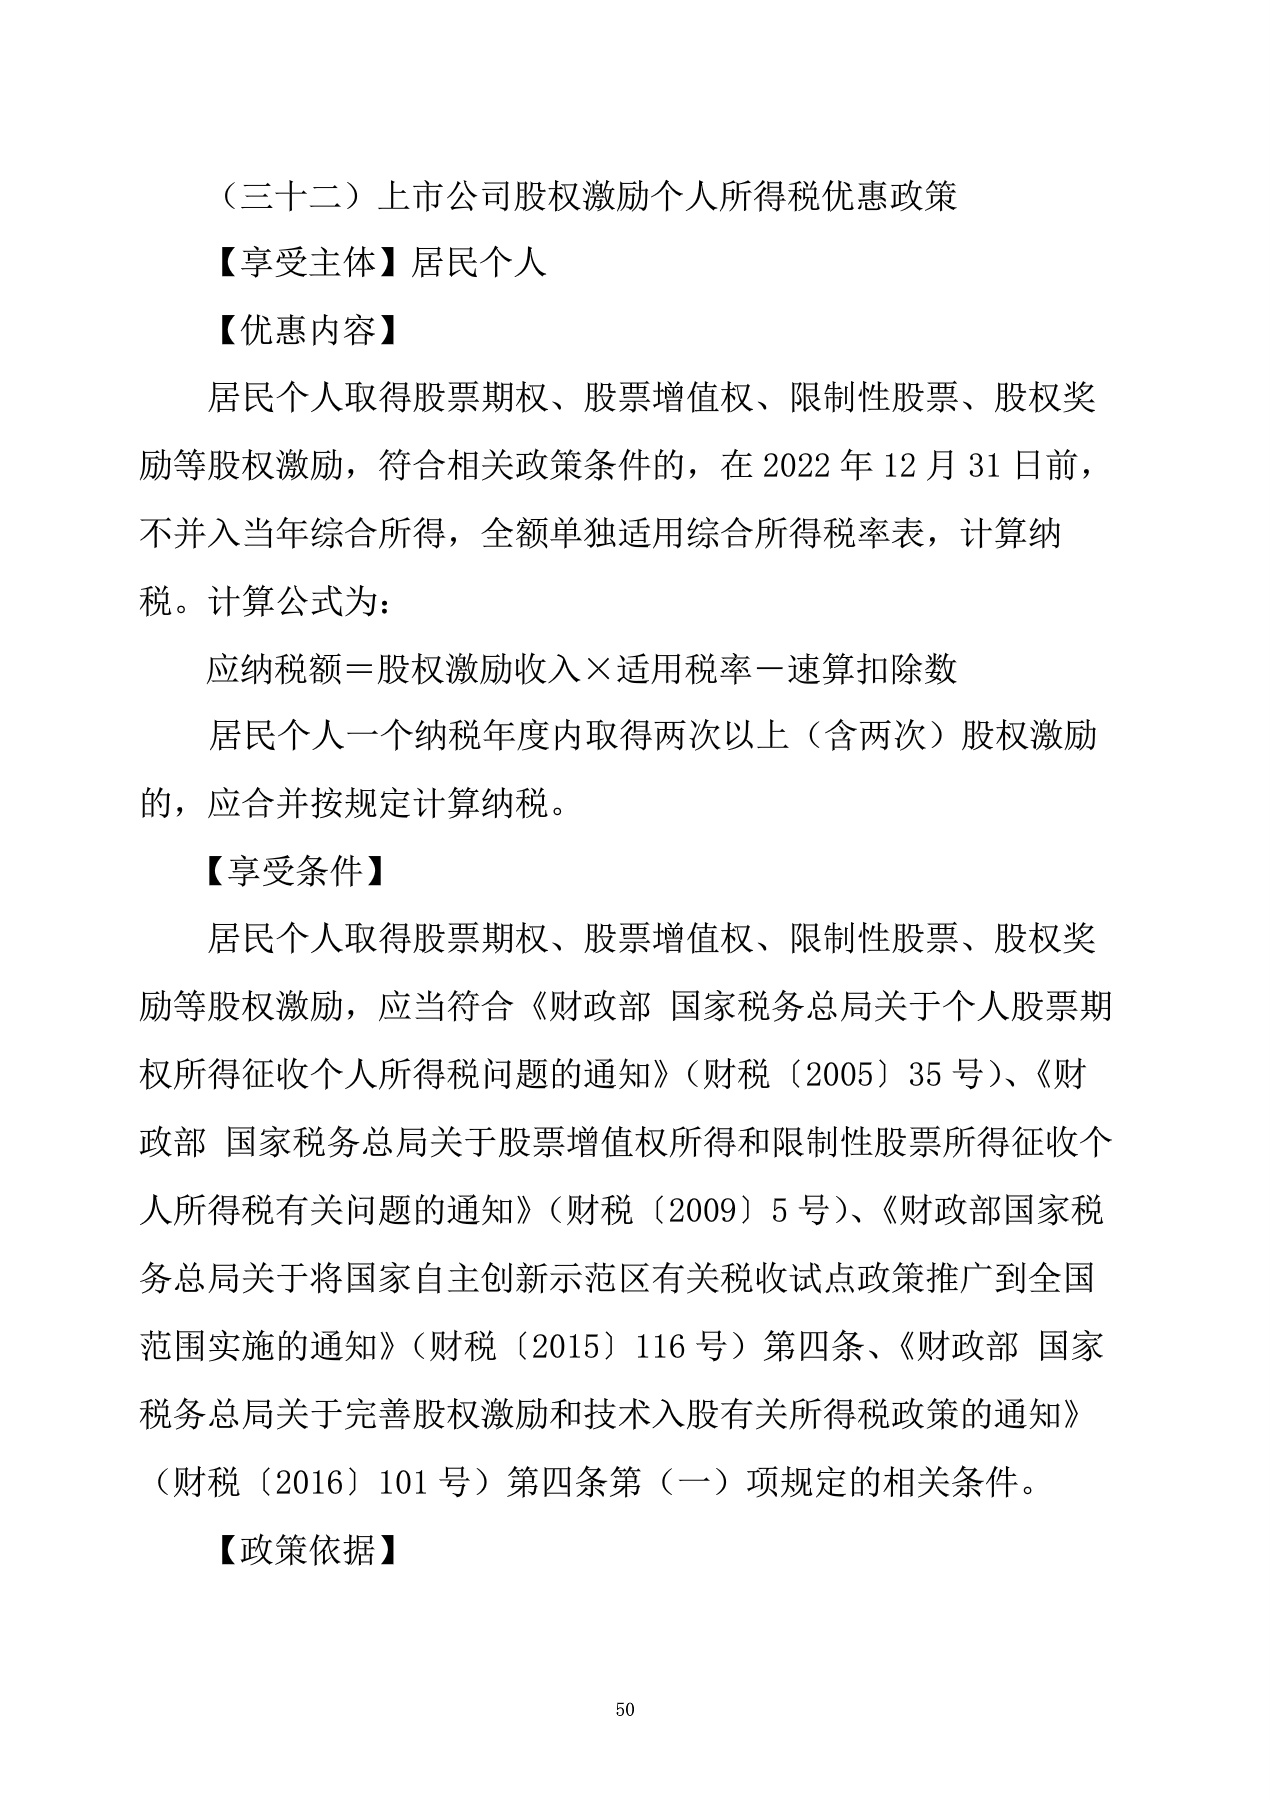 （三十二）上市公司股权激励个人所得税优惠政策
【享受主体】居民个人
【优惠内容】
居民个人取得股票期权、股票增值权、限制性股票、股权奖
励等股权激励，符合相关政策条件的，在 2022 年 12 月 31 日前，
不并入当年综合所得，全额单独适用综合所得税率表，计算纳
税。计算公式为：
应纳税额＝股权激励收入×适用税率－速算扣除数
居民个人一个纳税年度内取得两次以上（含两次）股权激励
的，应合并按规定计算纳税。
【享受条件】
居民个人取得股票期权、股票增值权、限制性股票、股权奖
励等股权激励，应当符合《财政部 国家税务总局关于个人股票期
权所得征收个人所得税问题的通知》（财税〔2005〕35 号）、《财
政部 国家税务总局关于股票增值权所得和限制性股票所得征收个
人所得税有关问题的通知》（财税〔2009〕5 号）、《财政部国家税
务总局关于将国家自主创新示范区有关税收试点政策推广到全国
范围实施的通知》（财税〔2015〕116 号）第四条、《财政部 国家
税务总局关于完善股权激励和技术入股有关所得税政策的通知》
（财税〔2016〕101 号）第四条第（一）项规定的相关条件。
【政策依据】
50